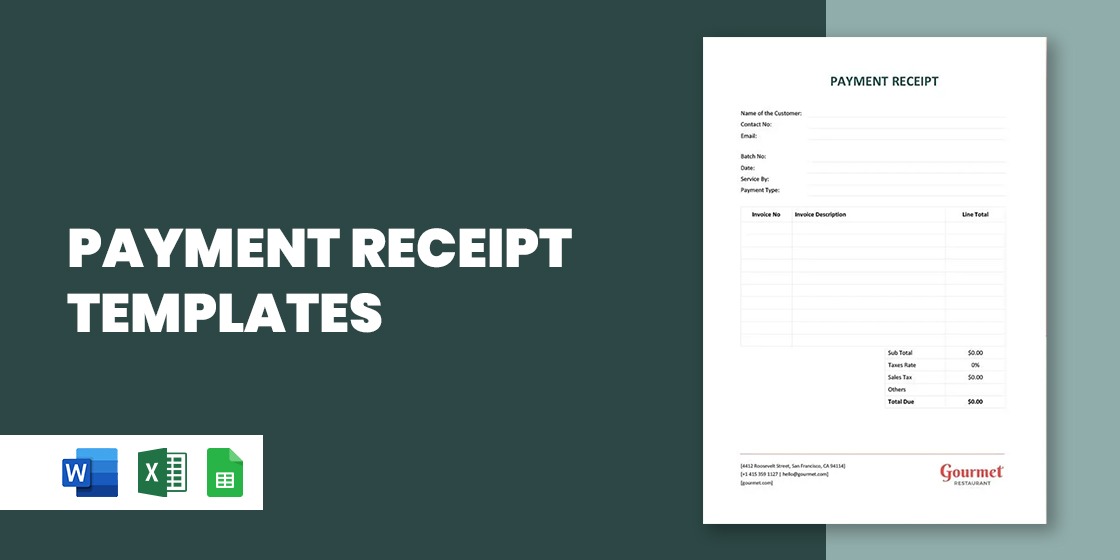 PAYMENT RECEIPT
TEMPLATES
W
X
PAYMENT RECEIPT
Name of the Customer:
Contact No:
Email:
Batch No:
Date:
Service By:
Payment Type:
Invoice No Invoice Description Line Total
Sub Total $0.00
Taxes Rate 0%
Sales Tax $0.00
Others
Total Due $0.00
[4412 Roosevelt Street, San Francisco, CA 94114]
[+1 415 359 1127 | hello@gourmet.com]
[gourmet.com]
Gourmet
RESTAURANT